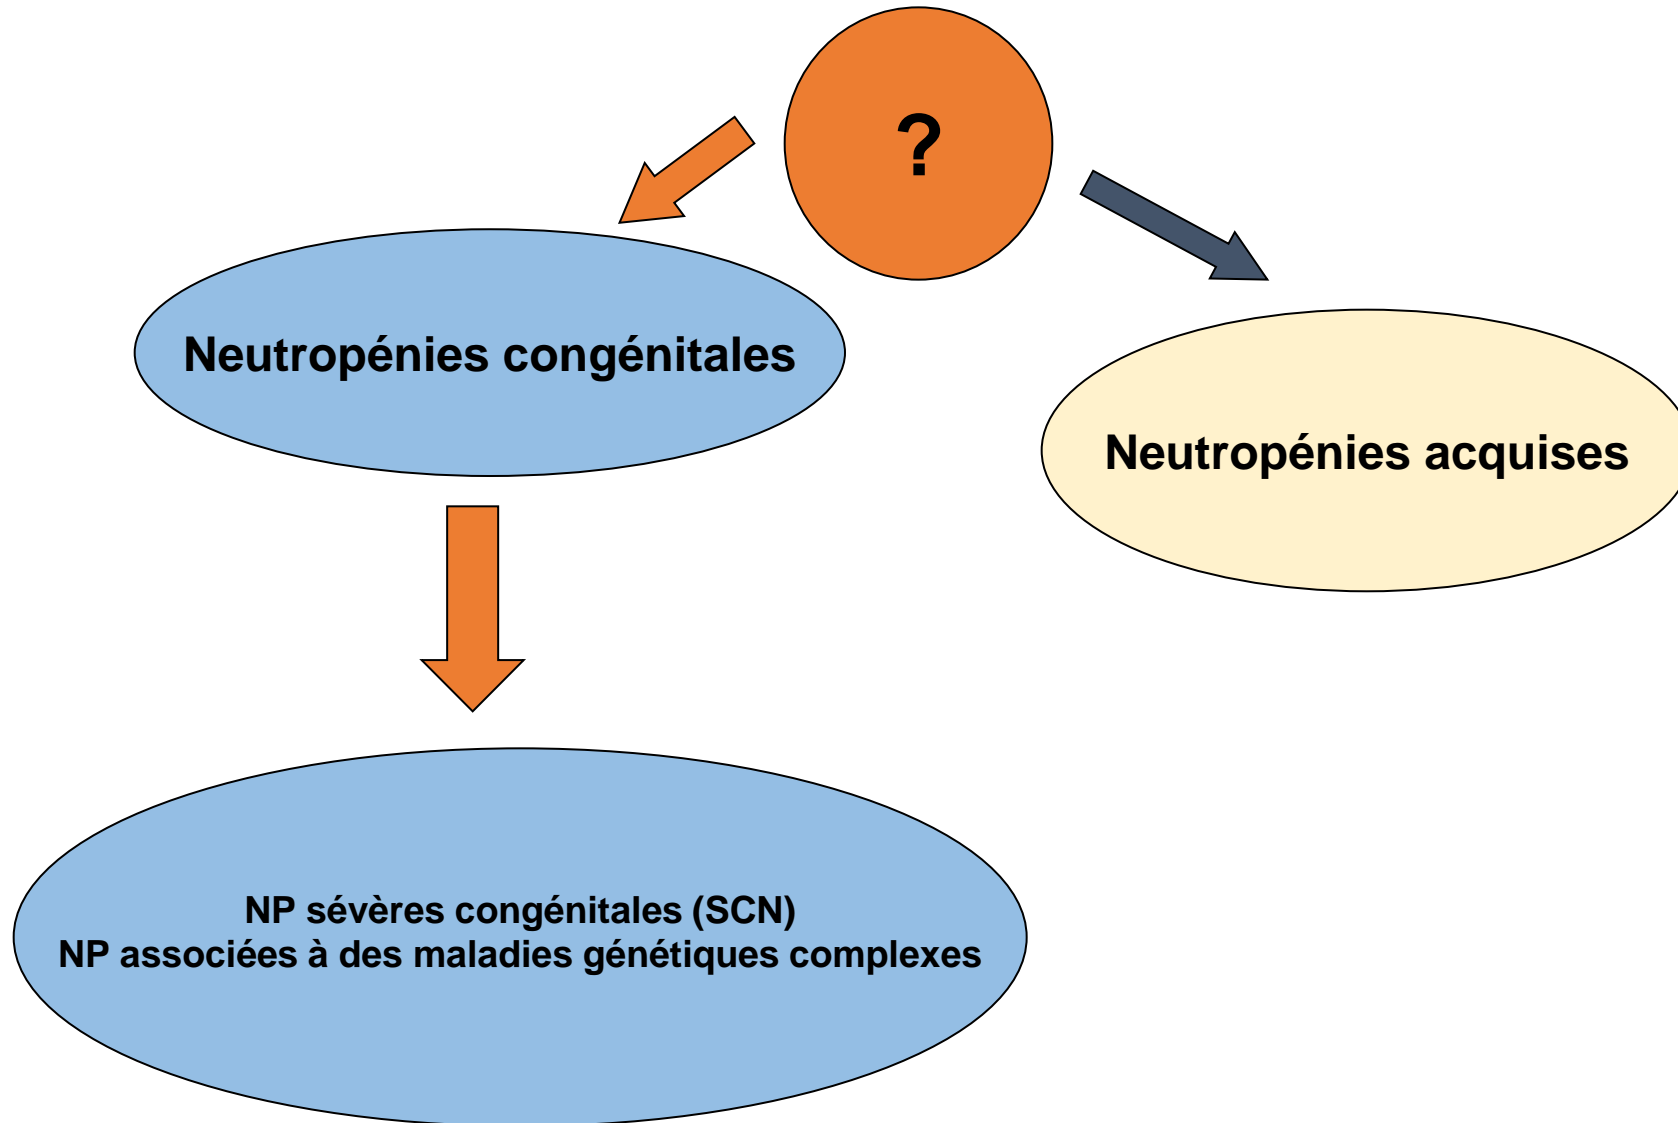 ?
Neutropénies congénitales
Neutropénies acquises
NP sévères congénitales (SCN)
NP associées à des maladies génétiques complexes